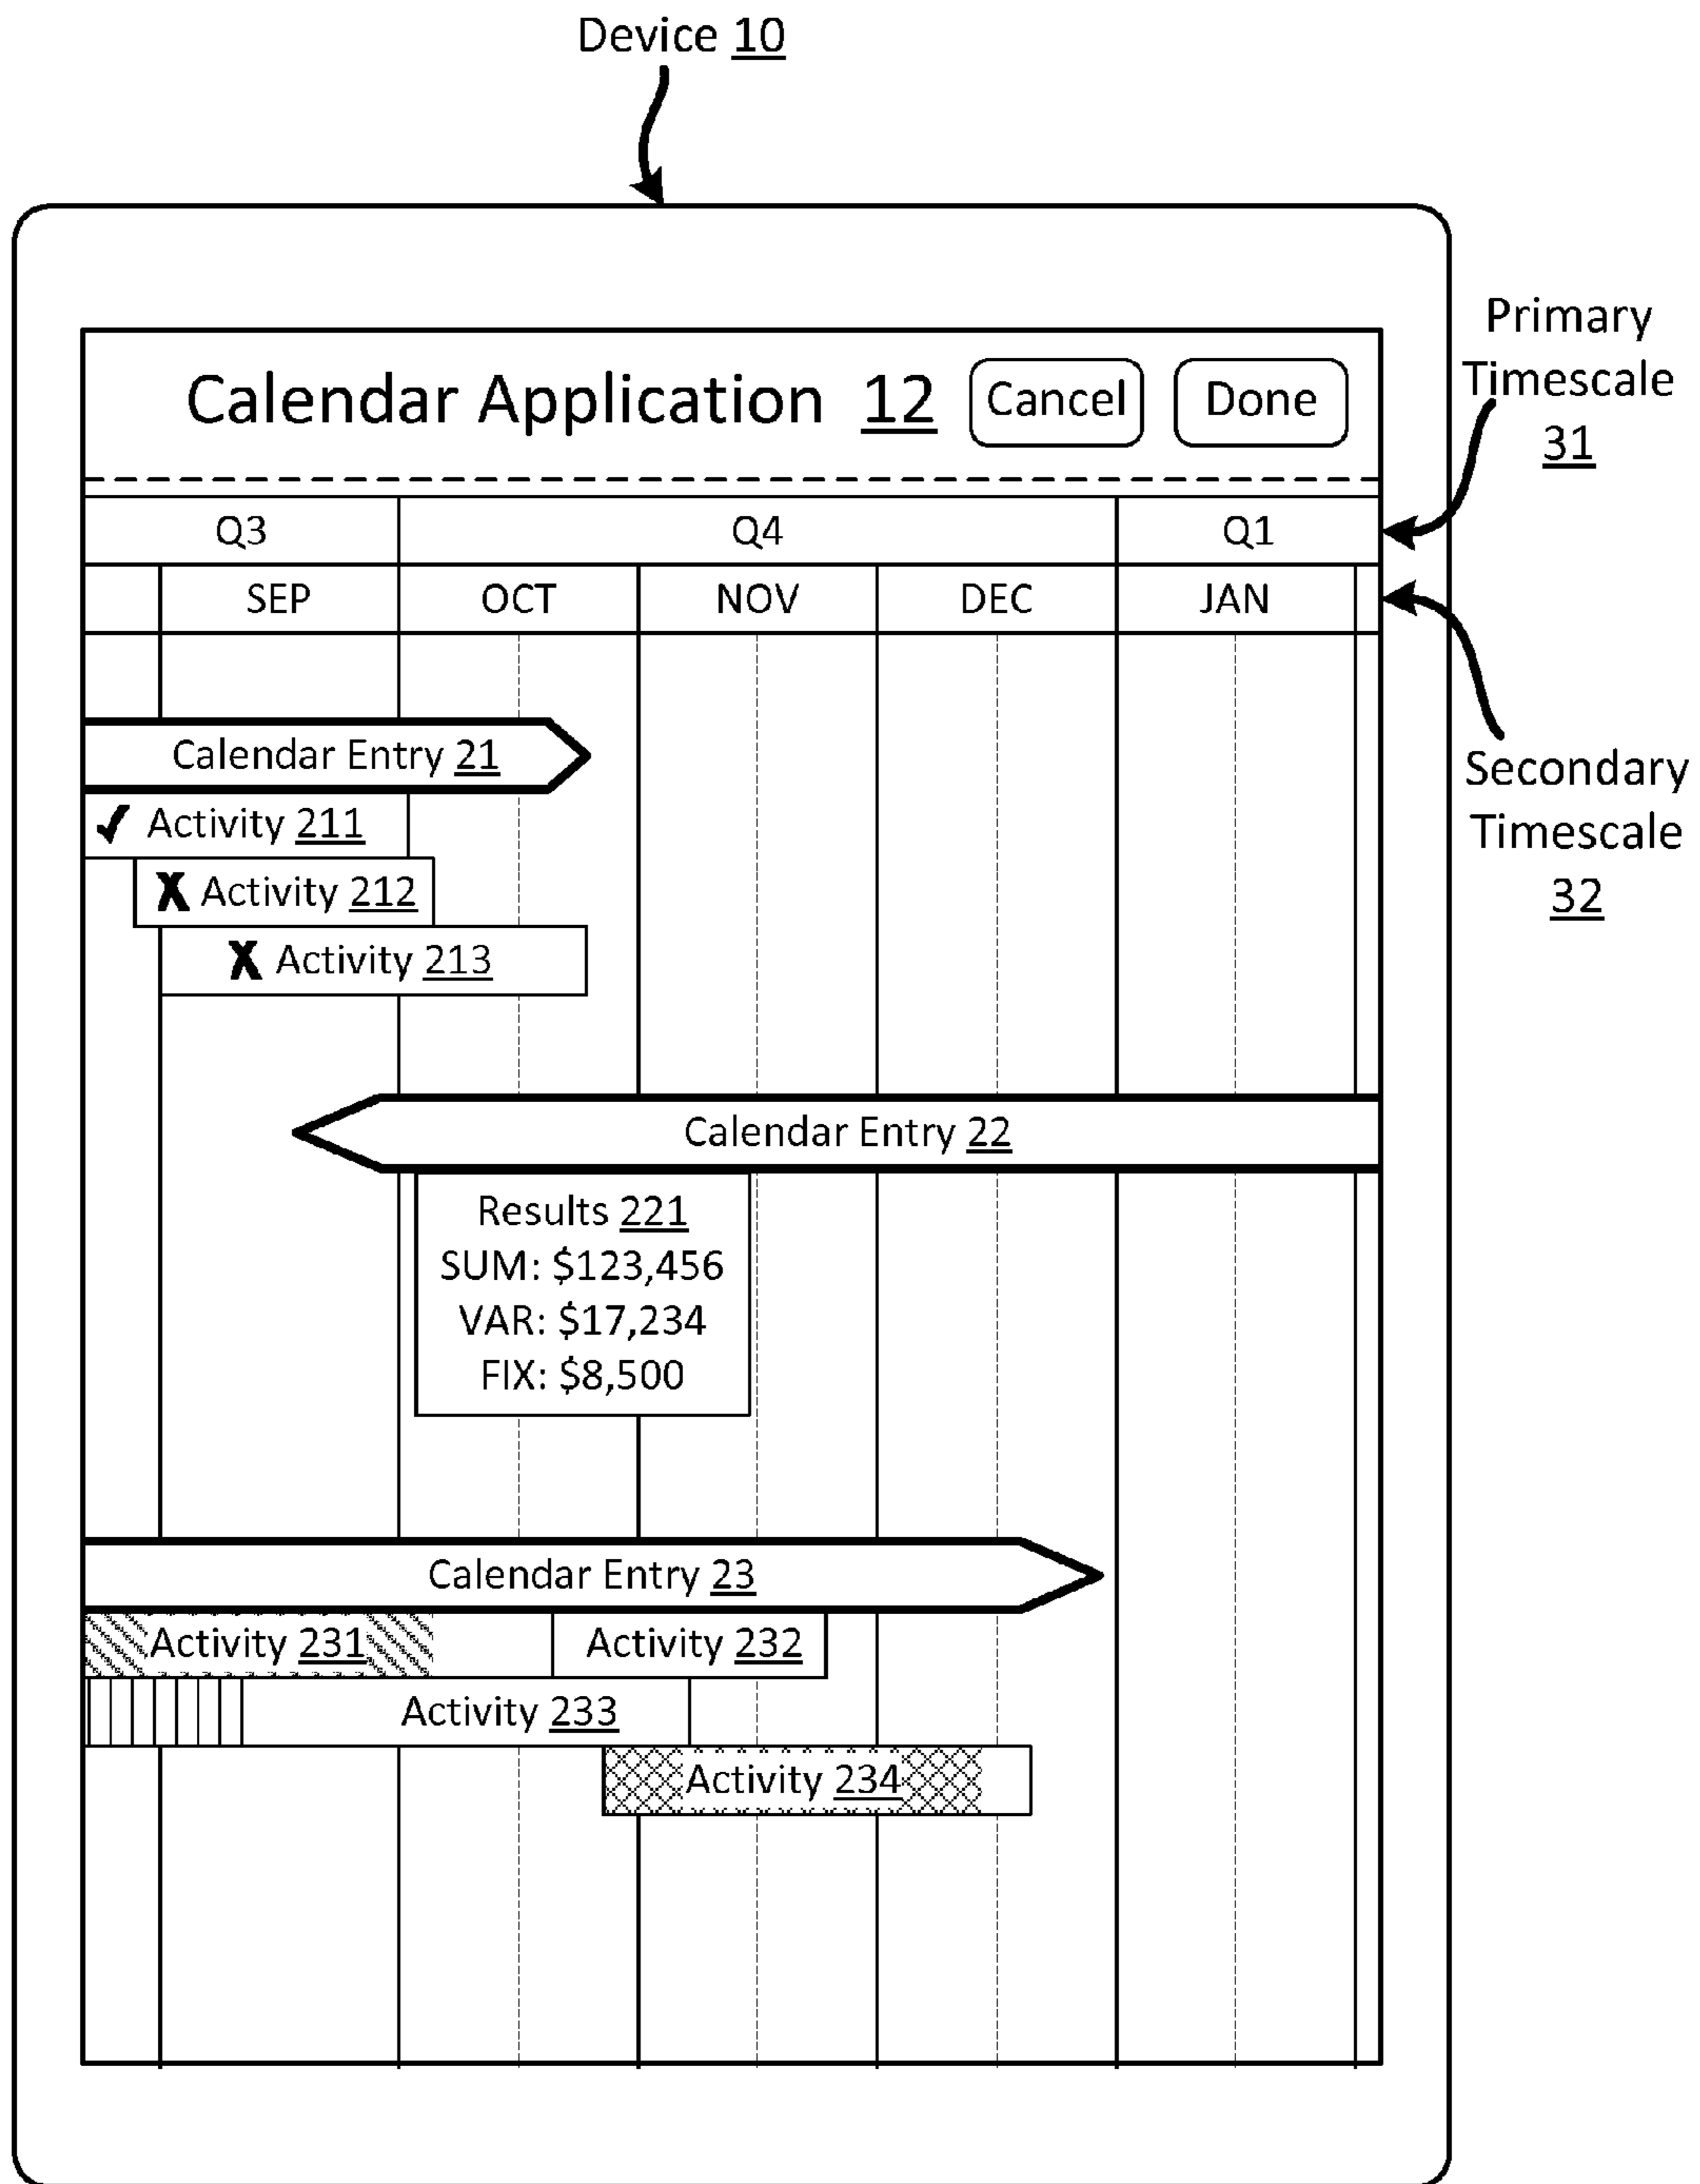 Device 10
Primary
Timescale
31
Calendar Application 12
Cancel
Done
Q3
Q4
Q1
SEP
OCT
NOV
DEC
JAN
Secondary
Timescale
32
Calendar Entry 21
✓ Activity 211
X Activity 212
X Activity 213
Calendar Entry 22
Results 221
SUM: $123,456
VAR: $17,234
FIX: $8,500
Calendar Entry 23
Activity 231
Activity 232
Activity 233
Activity 234